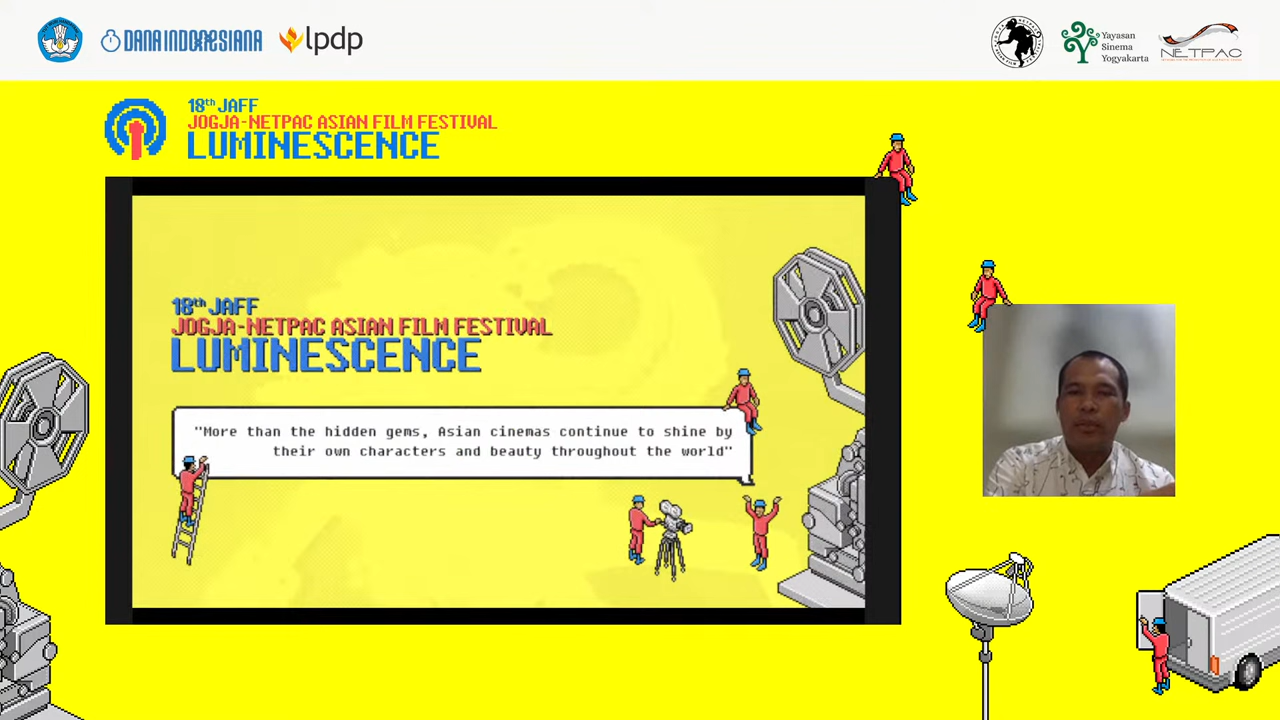 DANA INDONESIANA
lpdp
Yayasan
Sinema
Yogyakarta
NETPAC
18th JAFF
JOGJA-NETPAC ASIAN FILM FESTIVAL
LUMINESCENCE
18th JAFF
JOGJA-NETPAC ASIAN FILM FESTIVAL
LUMINESCENCE
"More than the hidden gems, Asian cinemas continue to shine by
their own characters and beauty throughout the world"